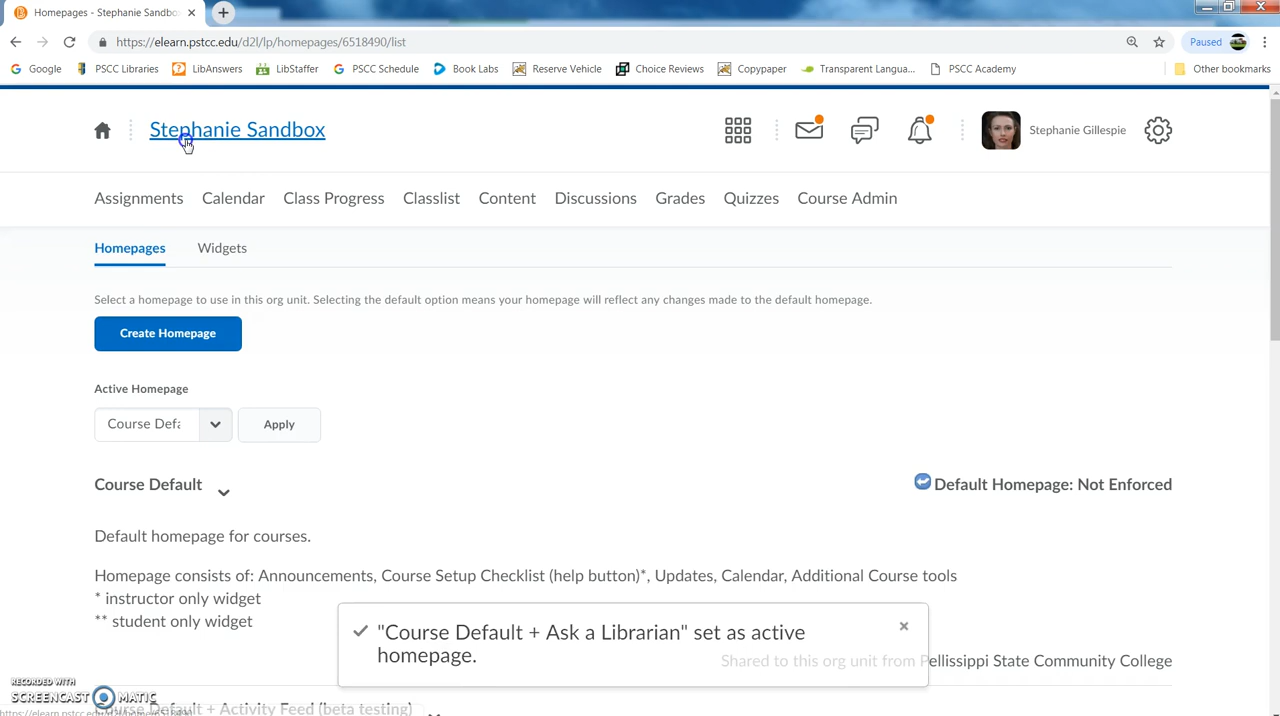 Homepages - Stephanie Sandbo
https://elearn.pstcc.edu/d2l/lp/homepages/6518490/list
Paused
Google PSCC Libraries LibAnswers LibStaffer PSCC Schedule Book Labs Reserve Vehicle Choice Reviews Copypaper Transparent Langua... PSCC Academy Other bookmarks
Stephanie Sandbox
Stephanie Gillespie
Assignments Calendar Class Progress Classlist Content Discussions Grades Quizzes Course Admin
Homepages Widgets
Select a homepage to use in this org unit. Selecting the default option means your homepage will reflect any changes made to the default homepage.
Create Homepage
Active Homepage
Course Defa Apply
Course Default
Default Homepage: Not Enforced
Default homepage for courses.
Homepage consists of: Announcements, Course Setup Checklist (help button)*, Updates, Calendar, Additional Course tools
* instructor only widget
** student only widget
"Course Default + Ask a Librarian" set as active
homepage.
Shared to this org unit from Pellissippi State Community College
RECORDED WITH
SCREENCAST MATIC
Course Default + Activity Feed (beta testing)
https://elearn.pstcc.edu/d2l/home/6518490